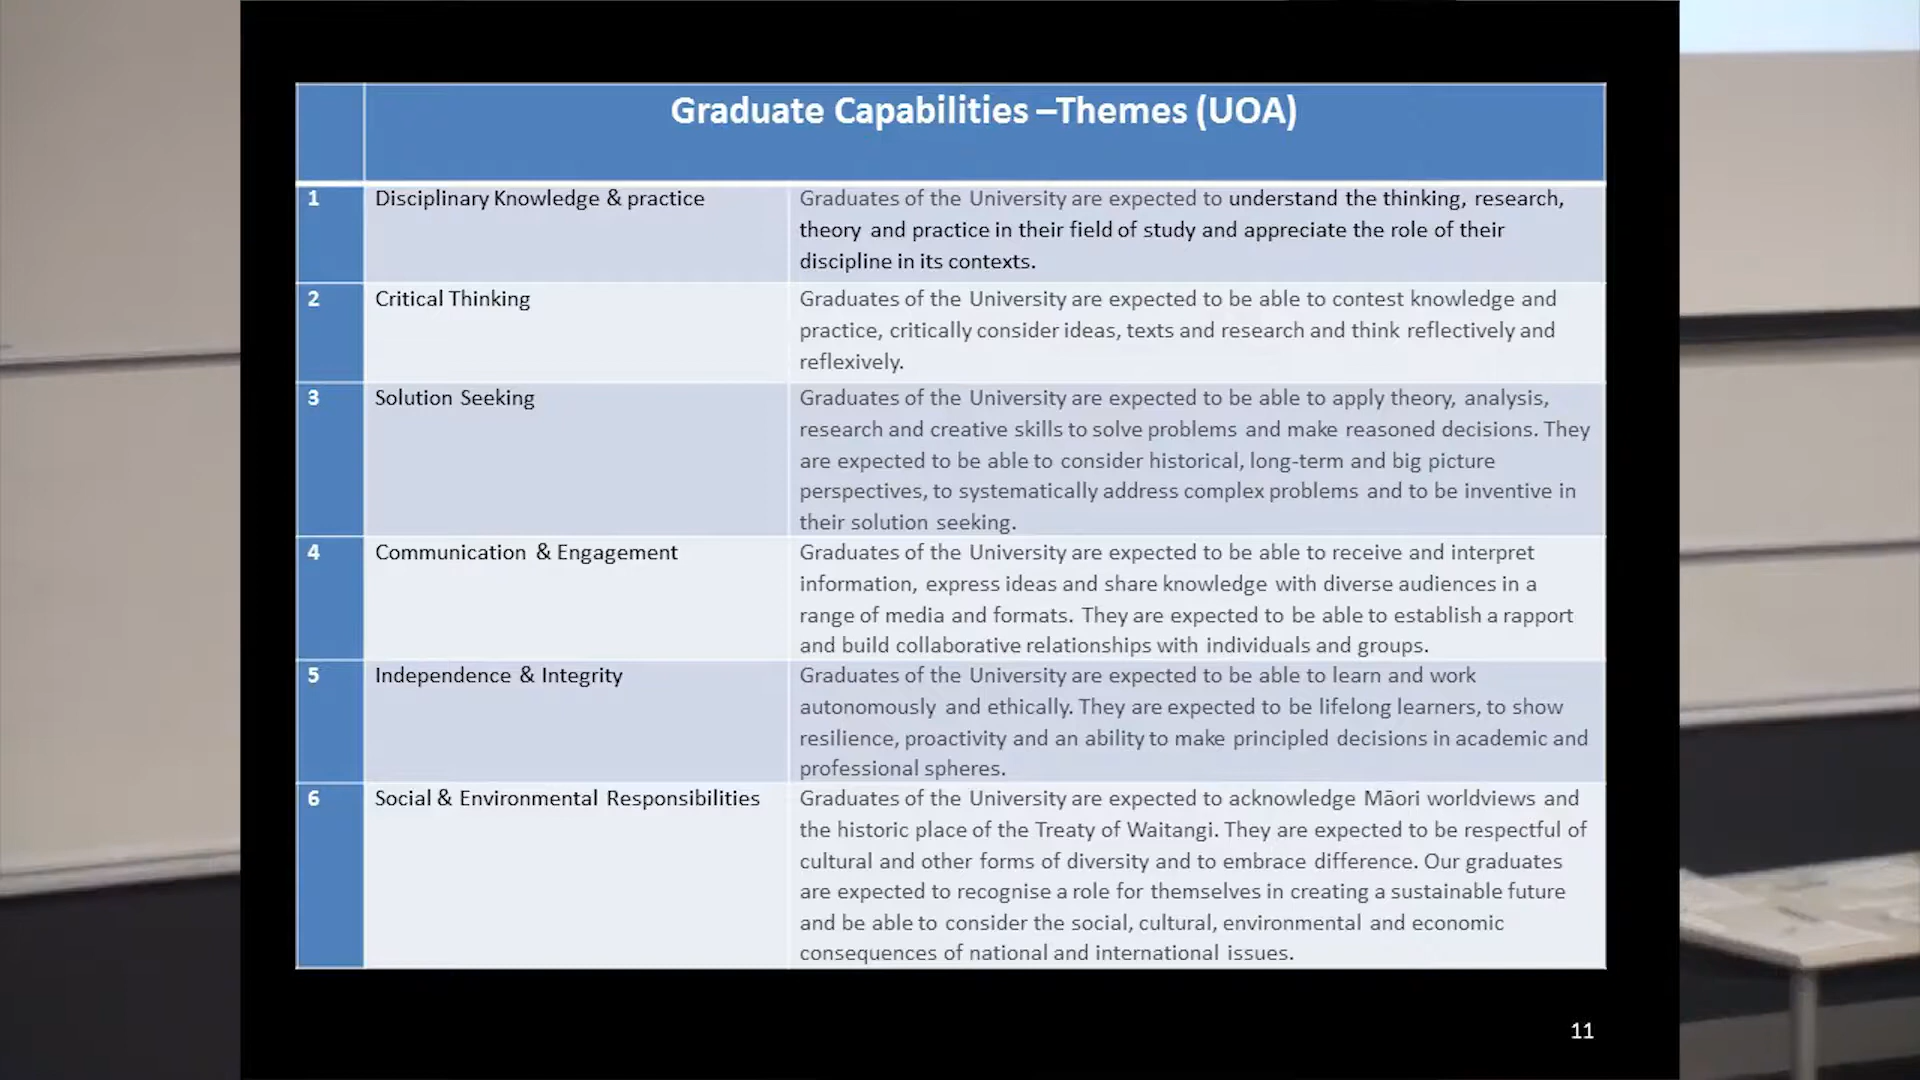 Graduate Capabilities –Themes (UOA)
1
Disciplinary Knowledge & practice
Graduates of the University are expected to understand the thinking, research,
theory and practice in their field of study and appreciate the role of their
discipline in its contexts.
2
Critical Thinking
Graduates of the University are expected to be able to contest knowledge and
practice, critically consider ideas, texts and research and think reflectively and
reflexively.
3
Solution Seeking
Graduates of the University are expected to be able to apply theory, analysis,
research and creative skills to solve problems and make reasoned decisions. They
are expected to be able to consider historical, long-term and big picture
perspectives, to systematically address complex problems and to be inventive in
their solution seeking.
4
Communication & Engagement
Graduates of the University are expected to be able to receive and interpret
information, express ideas and share knowledge with diverse audiences in a
range of media and formats. They are expected to be able to establish a rapport
and build collaborative relationships with individuals and groups.
5
Independence & Integrity
Graduates of the University are expected to be able to learn and work
autonomously and ethically. They are expected to be lifelong learners, to show
resilience, proactivity and an ability to make principled decisions in academic and
professional spheres.
6
Social & Environmental Responsibilities
Graduates of the University are expected to acknowledge Māori worldviews and
the historic place of the Treaty of Waitangi. They are expected to be respectful of
cultural and other forms of diversity and to embrace difference. Our graduates
are expected to recognise a role for themselves in creating a sustainable future
and be able to consider the social, cultural, environmental and economic
consequences of national and international issues.
11